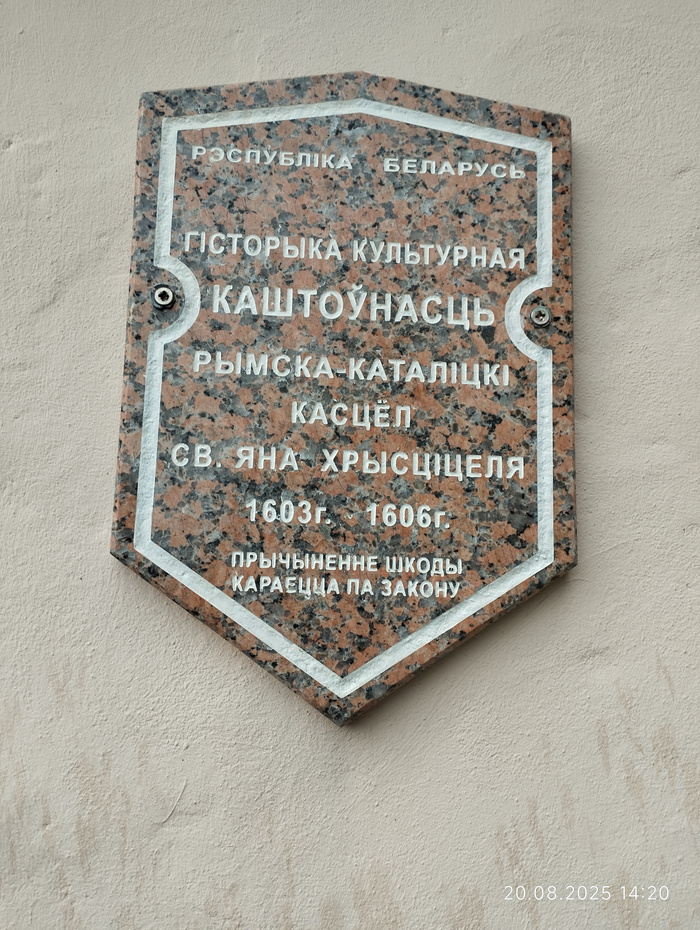 РЭСПУБЛІКА БЕЛАРУСЬ
ГІСТОРЫКА КУЛЬТУРНАЯ
КАШТОЎНАСЦЬ
РЫМСКА-КАТАЛІЦКІ
КАСЦЁЛ
СВ. ЯНА ХРЫСЦІЦЕЛЯ
1603г. 1606г.
ПРЫЧЫНЕННЕ ШКОДЫ
КАРАЕЦЦА ПА ЗАКОНУ
20.08.2025 14:20